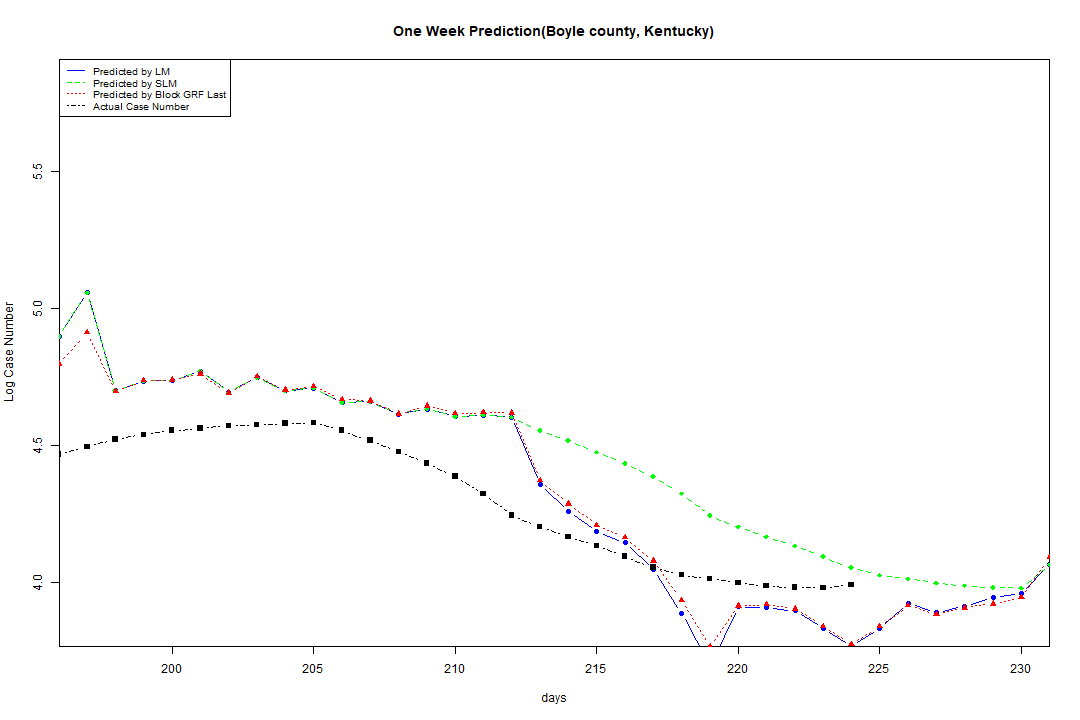 One Week Prediction(Boyle county, Kentucky)
Predicted by LM
Predicted by SLM
Predicted by Block GRF Last
Actual Case Number
5.5
5.0
4.5
4.0
Log Case Number
200 205 210 215 220 225 230
days